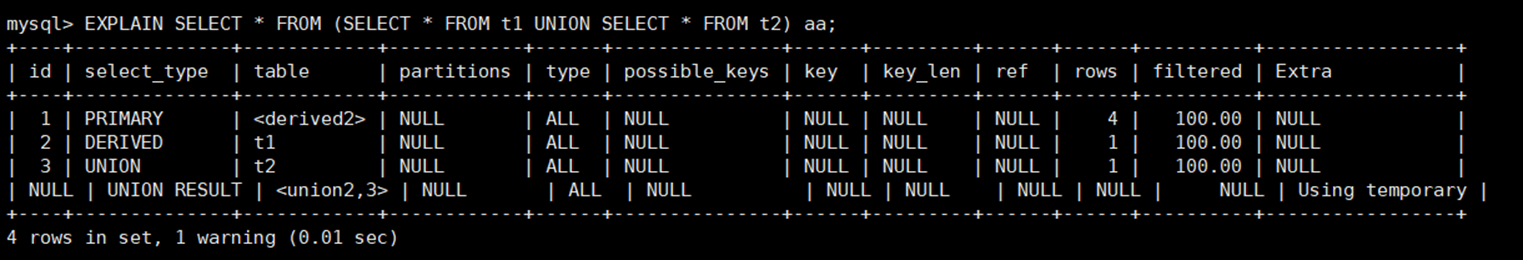 mysql> EXPLAIN SELECT * FROM (SELECT * FROM t1 UNION SELECT * FROM t2) aa;
+----+--------------+------------+------------+------+---------------+------+---------+------+------+----------+-----------------+
| id | select_type  | table      | partitions | type | possible_keys | key  | key_len | ref  | rows | filtered | Extra           |
+----+--------------+------------+------------+------+---------------+------+---------+------+------+----------+-----------------+
|  1 | PRIMARY      | <derived2> | NULL       | ALL  | NULL          | NULL | NULL    | NULL |    4 |   100.00 | NULL            |
|  2 | DERIVED      | t1         | NULL       | ALL  | NULL          | NULL | NULL    | NULL |    1 |   100.00 | NULL            |
|  3 | UNION        | t2         | NULL       | ALL  | NULL          | NULL | NULL    | NULL |    1 |   100.00 | NULL            |
| NULL | UNION RESULT | <union2,3> | NULL       | ALL  | NULL          | NULL | NULL    | NULL | NULL |     NULL | Using temporary |
+----+--------------+------------+------------+------+---------------+------+---------+------+------+----------+-----------------+
4 rows in set, 1 warning (0.01 sec)